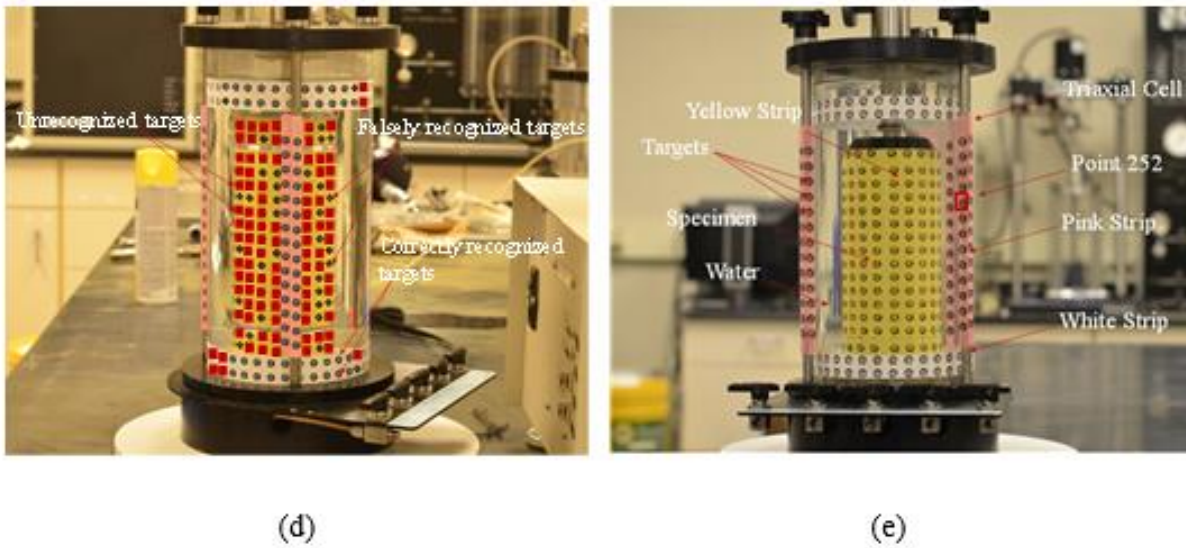 Unrecognized targets
Falsely recognized targets
Correctly recognized
targets
(d)
Yellow Strip
Triaxial Cell
Targets
Point 252
Specimen
Pink Strip
Water
White Strip
(e)